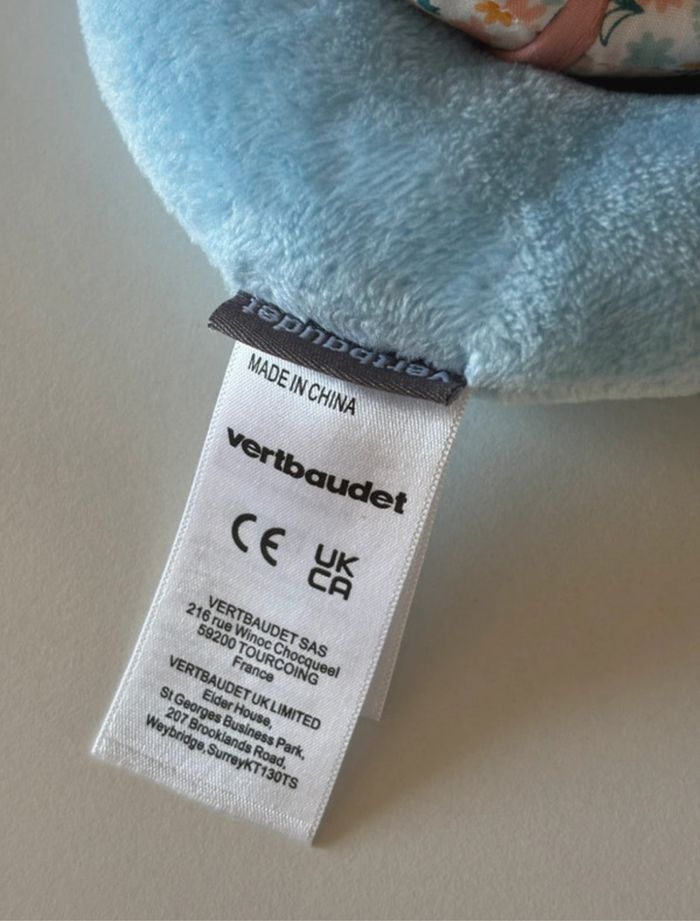 vertbaudet
MADE IN CHINA
vertbaudet
CE
UK
CA
VERTBAUDET SAS
216 rue Winoc Chocqueel
59200 TOURCOING
France
VERTBAUDET UK LIMITED
Eider House,
St Georges Business Park,
207 Brooklands Road,
Weybridge,SurreyKT130TS